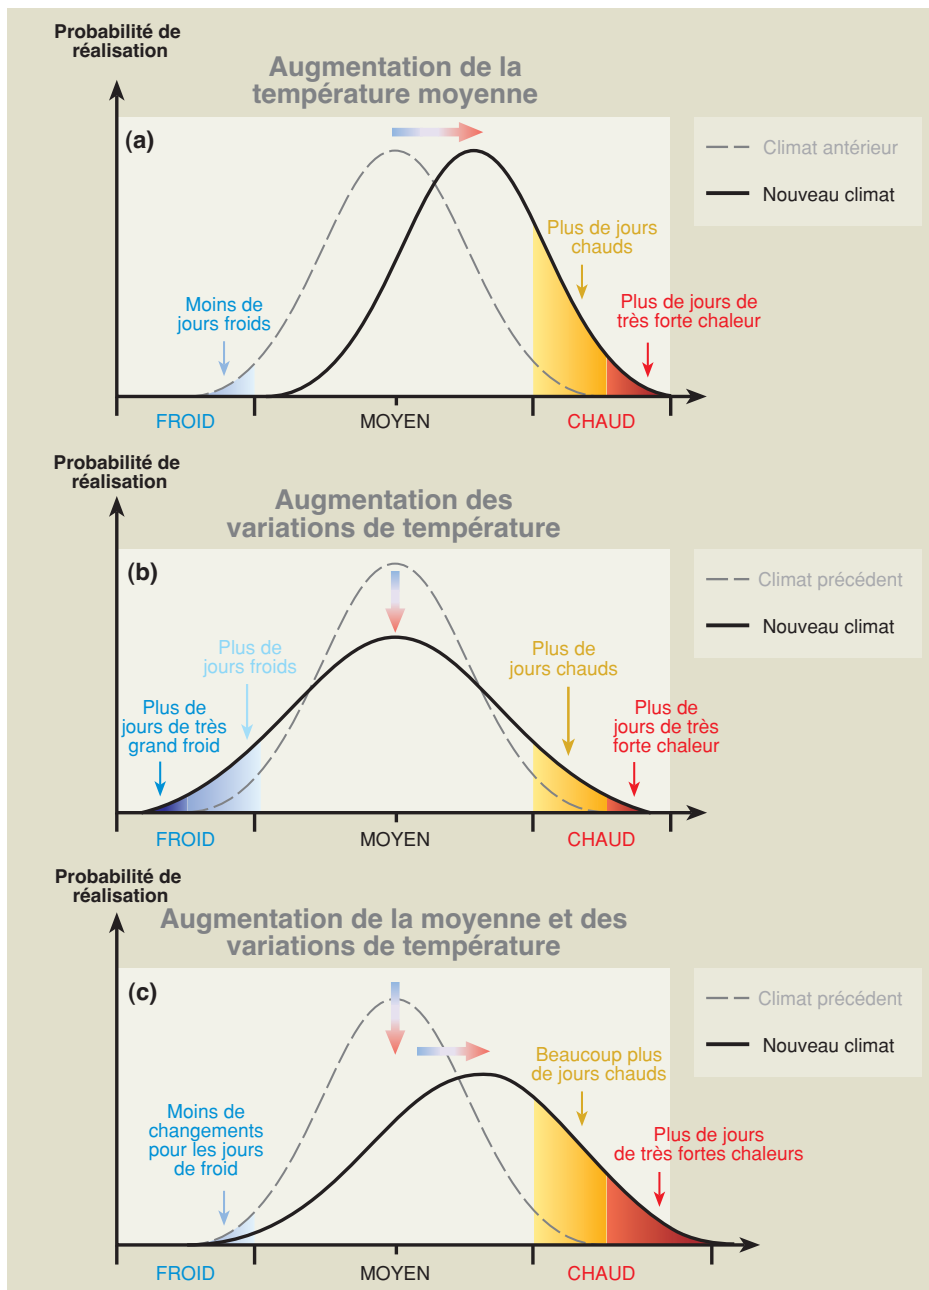 Probabilité de
réalisation
Augmentation de la
température moyenne
(a)
Climat antérieur
Nouveau climat
Plus de jours
chauds
Moins de
jours froids
Plus de jours de
très forte chaleur
FROID
MOYEN
CHAUD
Probabilité de
réalisation
Augmentation des
variations de température
(b)
Climat précédent
Nouveau climat
Plus de
jours froids
Plus de
jours chauds
Plus de
jours de très
grand froid
Plus de
jours de très
forte chaleur
FROID
MOYEN
CHAUD
Probabilité de
réalisation
Augmentation de la moyenne et des
variations de température
(c)
Climat précédent
Nouveau climat
Beaucoup plus
de jours chauds
Moins de
changements
pour les jours
de froid
Plus de jours
de très fortes chaleurs
FROID
MOYEN
CHAUD